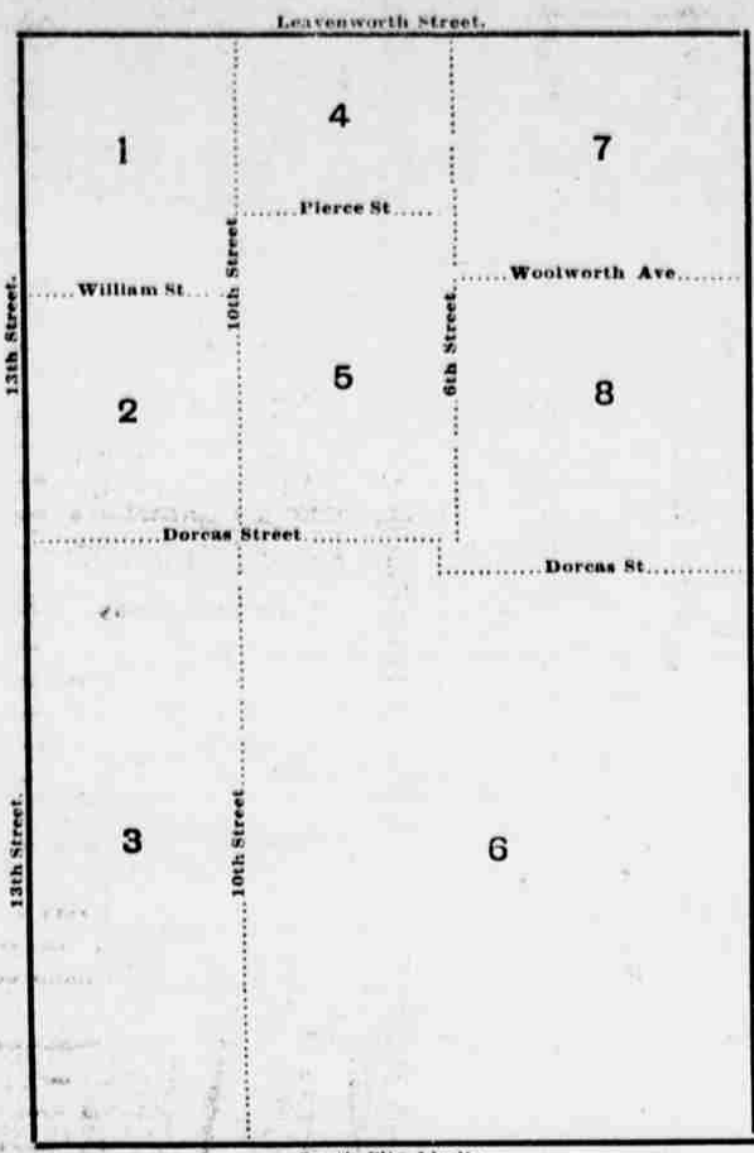 Leavenworth Street.
1
4
7
Pierce St
William St
10th Street
Woolworth Ave
13th Street.
6th Street.
2
5
8
Dorcas Street
Dorcas St
3
6
13th Street.
10th Street